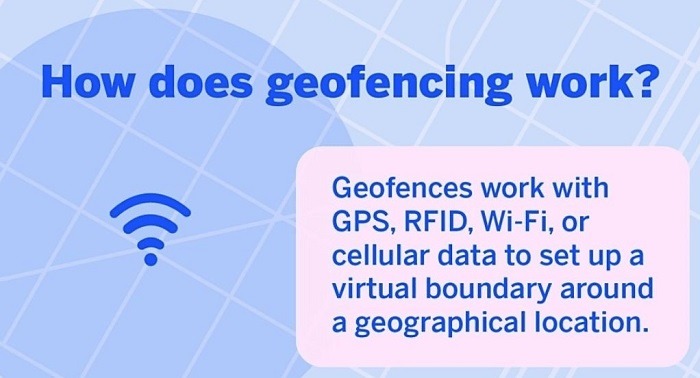 How does geofencing work?
Geofences work with
GPS, RFID, Wi-Fi, or
cellular data to set up a
virtual boundary around
a geographical location.